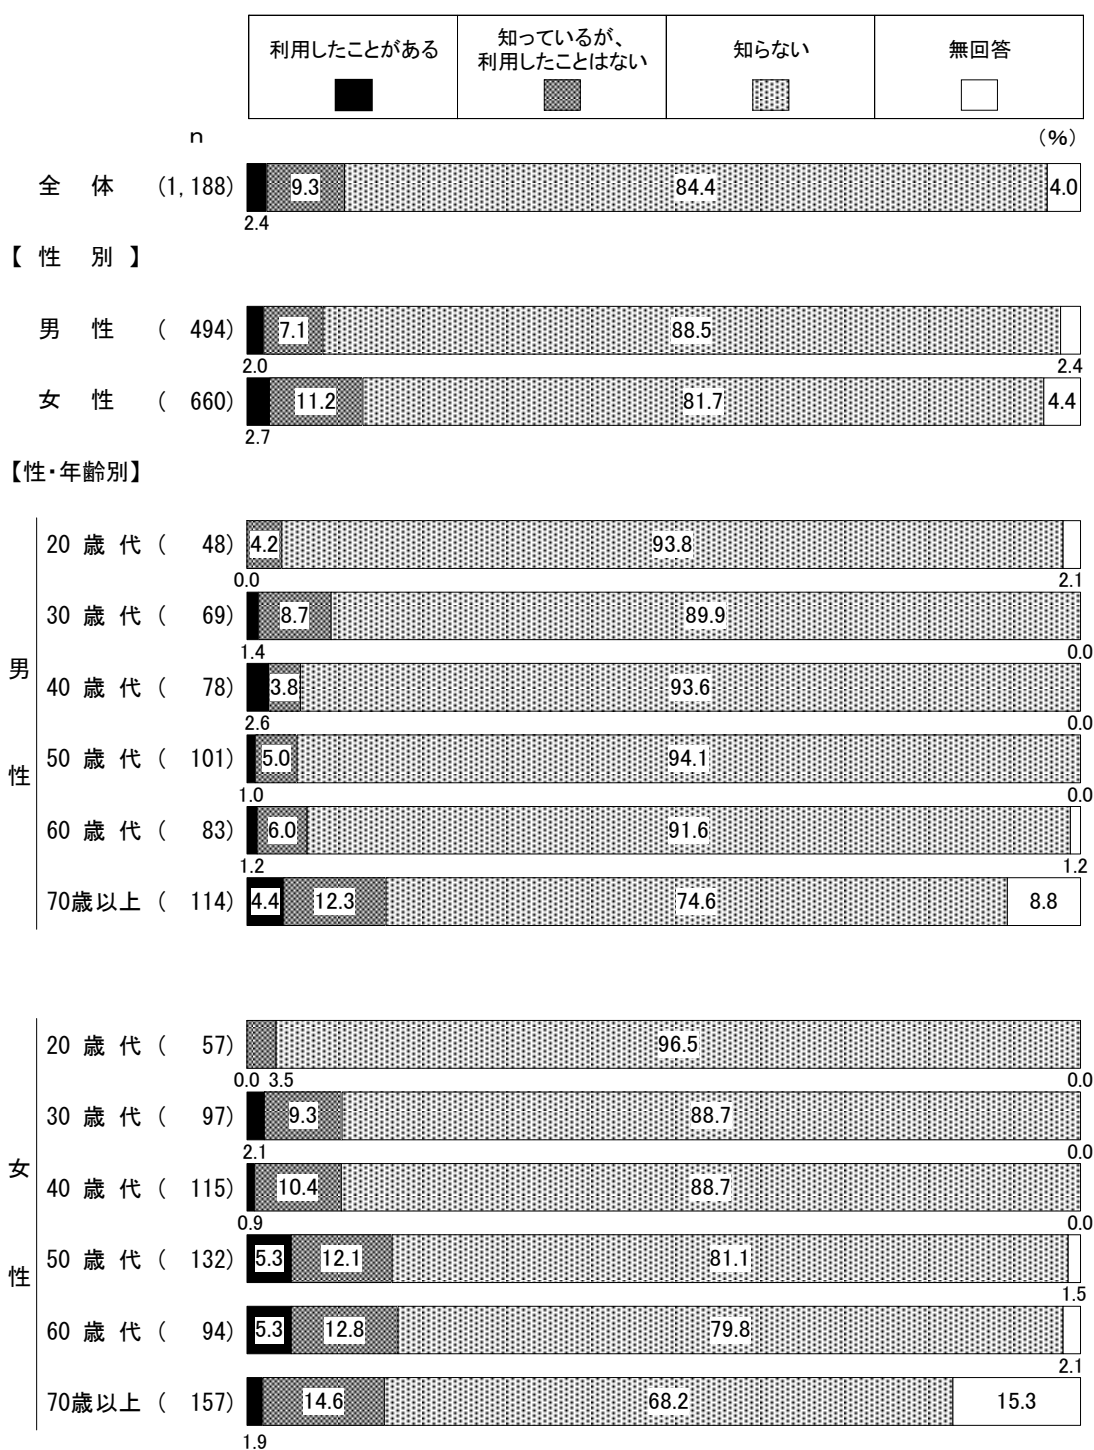 利用したことがある
知っているが、
利用したことはない
知らない
無回答
n
(%)
全 体 (1,188) 9.3 84.4 4.0
2.4
【 性 別 】
男 性 ( 494) 7.1 88.5
2.0 2.4
女 性 ( 660) 11.2 81.7 4.4
2.7
【性・年齢別】
男性
20 歳 代 ( 48) 4.2 93.8
0.0 2.1
30 歳 代 ( 69) 8.7 89.9
1.4 0.0
40 歳 代 ( 78) 3.8 93.6
2.6 0.0
50 歳 代 ( 101) 5.0 94.1
1.0 0.0
60 歳 代 ( 83) 6.0 91.6
1.2 1.2
70歳以上 ( 114) 4.4 12.3 74.6 8.8
女性
20 歳 代 ( 57) 96.5
0.0 3.5 0.0
30 歳 代 ( 97) 9.3 88.7
2.1 0.0
40 歳 代 ( 115) 10.4 88.7
0.9 0.0
50 歳 代 ( 132) 5.3 12.1 81.1
1.5
60 歳 代 ( 94) 5.3 12.8 79.8
2.1
70歳以上 ( 157) 14.6 68.2 15.3
1.9